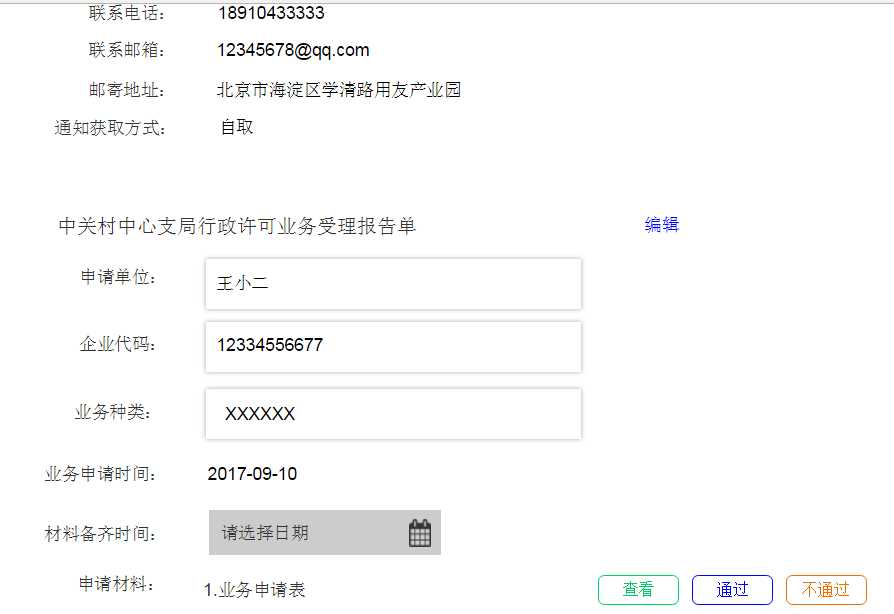 联系电话： 18910433333
联系邮箱： 12345678@qq.com
邮寄地址： 北京市海淀区学清路用友产业园
通知获取方式： 自取
中关村中心支局行政许可业务受理报告单 编辑
申请单位： 王小二
企业代码： 12334556677
业务种类： XXXXXX
业务申请时间： 2017-09-10
材料备齐时间： 请选择日期
申请材料： 1.业务申请表 查看 通过 不通过